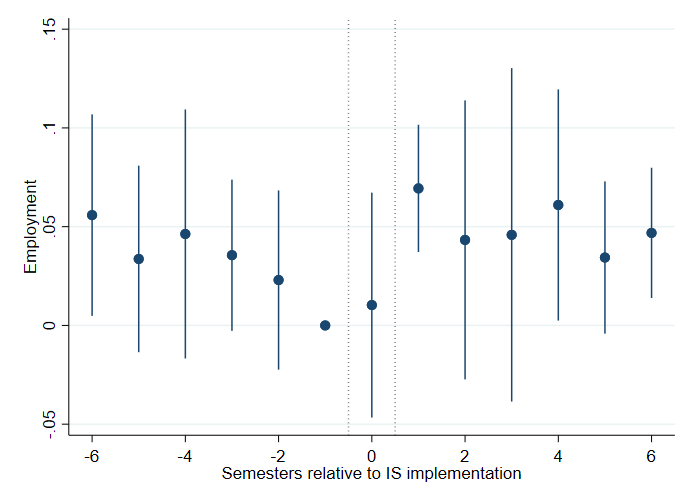 .15
.1
.05
0
-.05
Employment
-6 -4 -2 0 2 4 6
Semesters relative to IS implementation